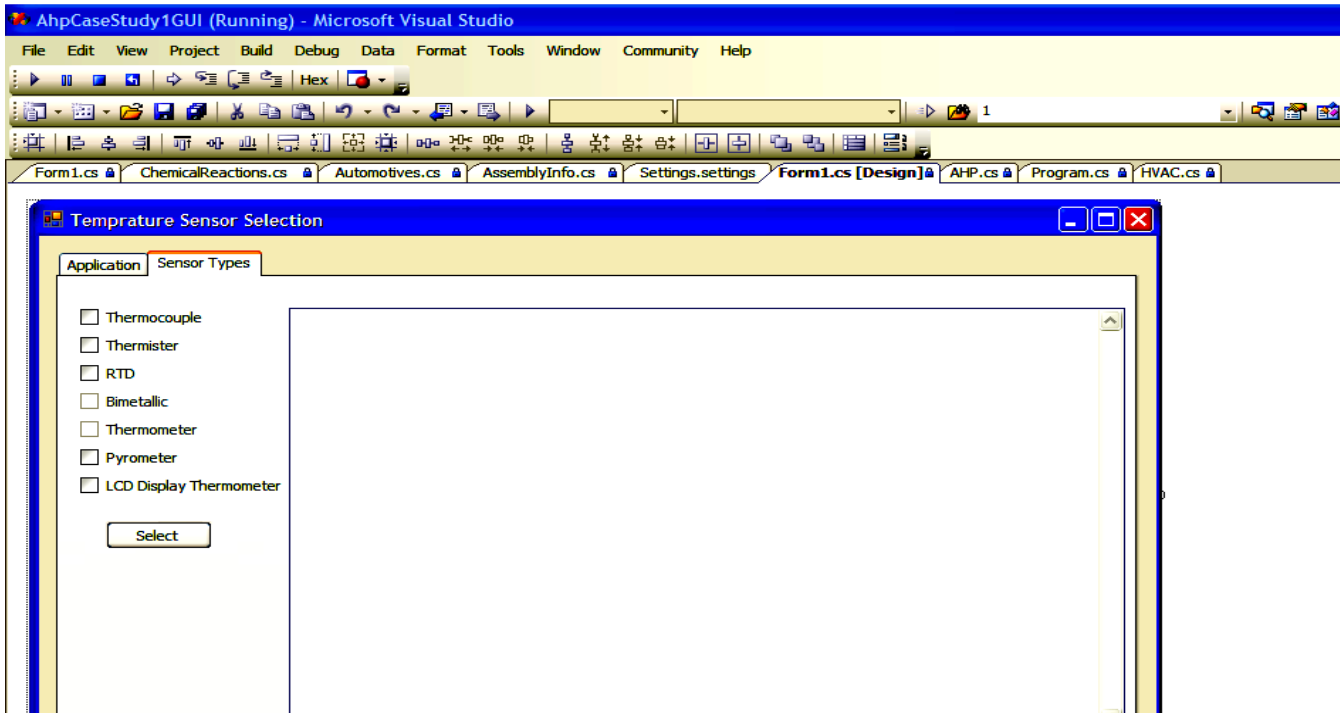 AhpCaseStudy1GUI (Running) - Microsoft Visual Studio
File Edit View Project Build Debug Data Format Tools Window Community Help
Hex
1
Form1.cs ChemicalReactions.cs Automotives.cs AssemblyInfo.cs Settings.settings Form1.cs [Design] AHP.cs Program.cs HVAC.cs
Temprature Sensor Selection
Application Sensor Types
Thermocouple
Thermister
RTD
Bimetallic
Thermometer
Pyrometer
LCD Display Thermometer
Select